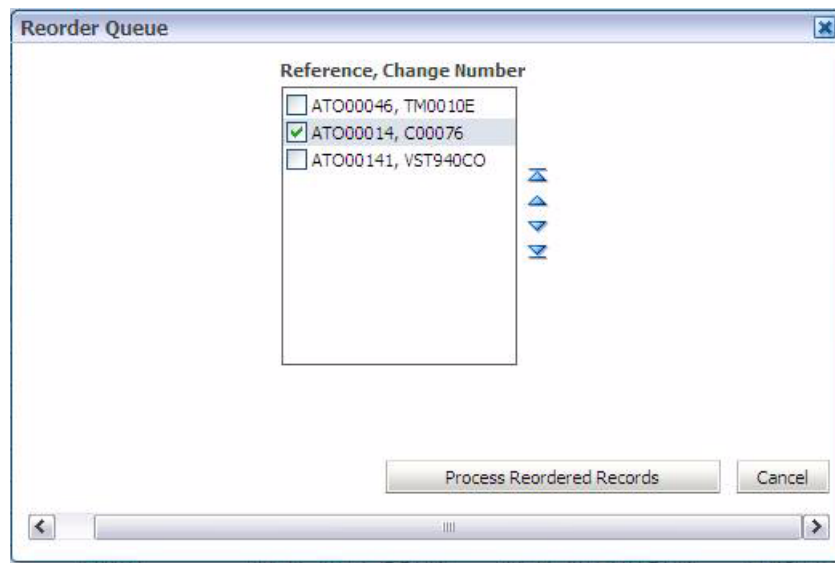 Reorder Queue
Reference, Change Number
ATO00046, TM0010E
ATO00014, C00076
ATO00141, VST940CO
Process Reordered Records
Cancel